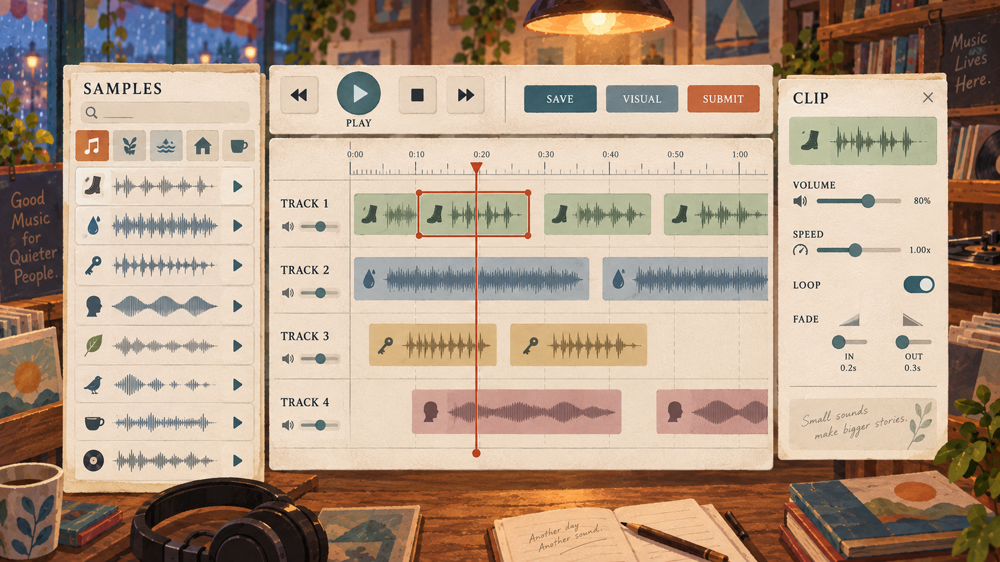 SAMPLES
PLAY
SAVE
VISUAL
SUBMIT
0:00 0:10 0:20 0:30 0:40 0:50 1:00
TRACK 1
TRACK 2
TRACK 3
TRACK 4
CLIP
VOLUME
80%
SPEED
1.00x
LOOP
FADE
IN OUT
0.2s 0.3s
Small sounds
make bigger stories.
Music
Lives
Here.
Good
Music
for
Quieter
People.
Another day
Another sound.